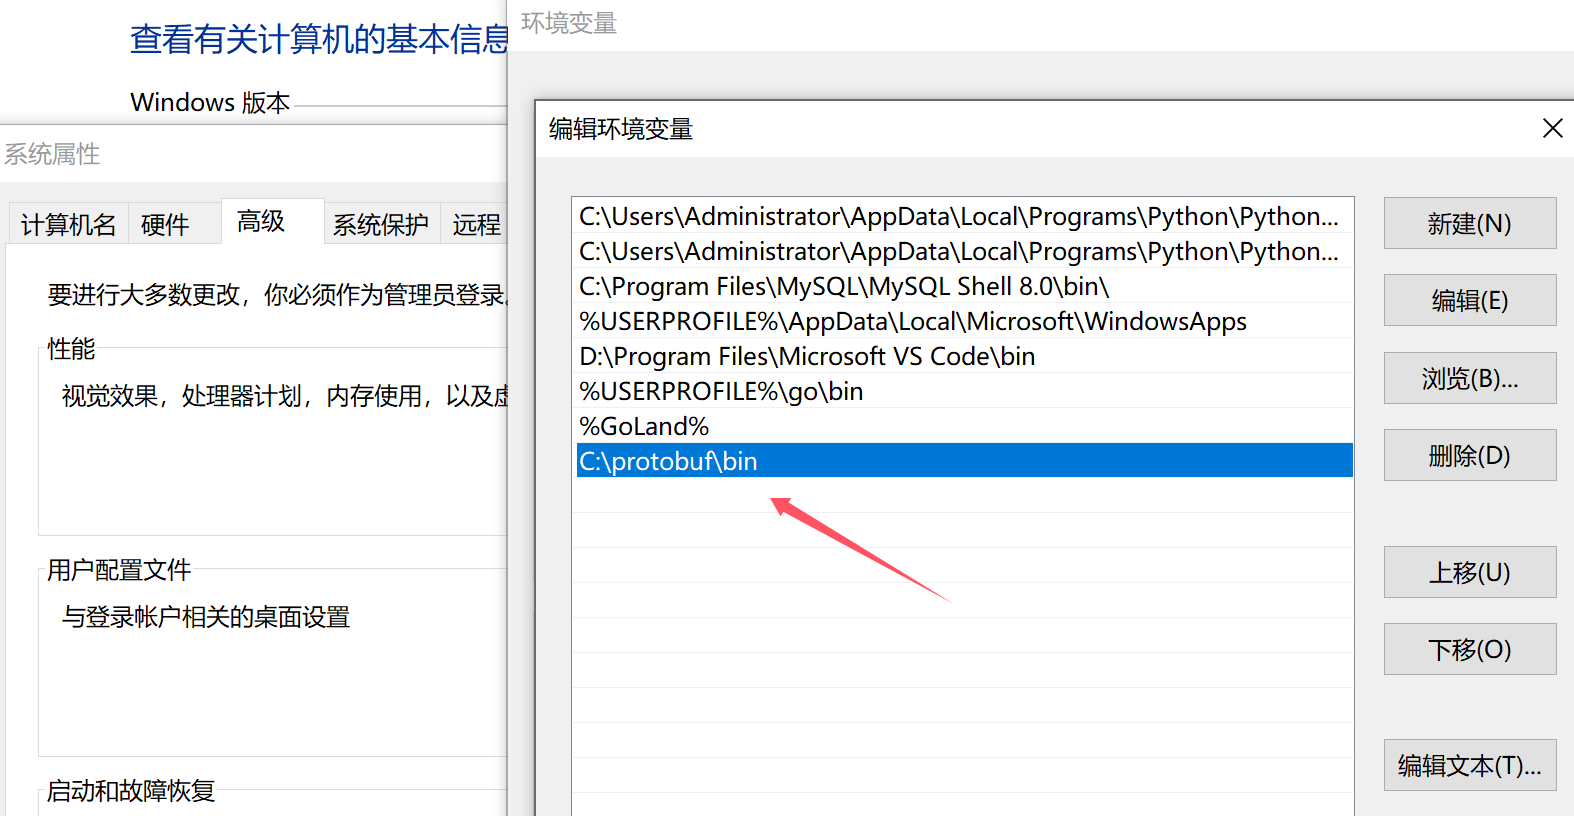 查看有关计算机的基本信息
Windows 版本
系统属性
计算机名
硬件
高级
系统保护
远程
要进行大多数更改，你必须作为管理员登录。
性能
视觉效果，处理器计划，内存使用，以及虚
用户配置文件
与登录帐户相关的桌面设置
启动和故障恢复
环境变量
编辑环境变量
C:\Users\Administrator\AppData\Local\Programs\Python\Python...
C:\Users\Administrator\AppData\Local\Programs\Python\Python...
C:\Program Files\MySQL\MySQL Shell 8.0\bin\
%USERPROFILE%\AppData\Local\Microsoft\WindowsApps
D:\Program Files\Microsoft VS Code\bin
%USERPROFILE%\go\bin
%GoLand%
C:\protobuf\bin
新建(N)
编辑(E)
浏览(B)...
删除(D)
上移(U)
下移(O)
编辑文本(T)...